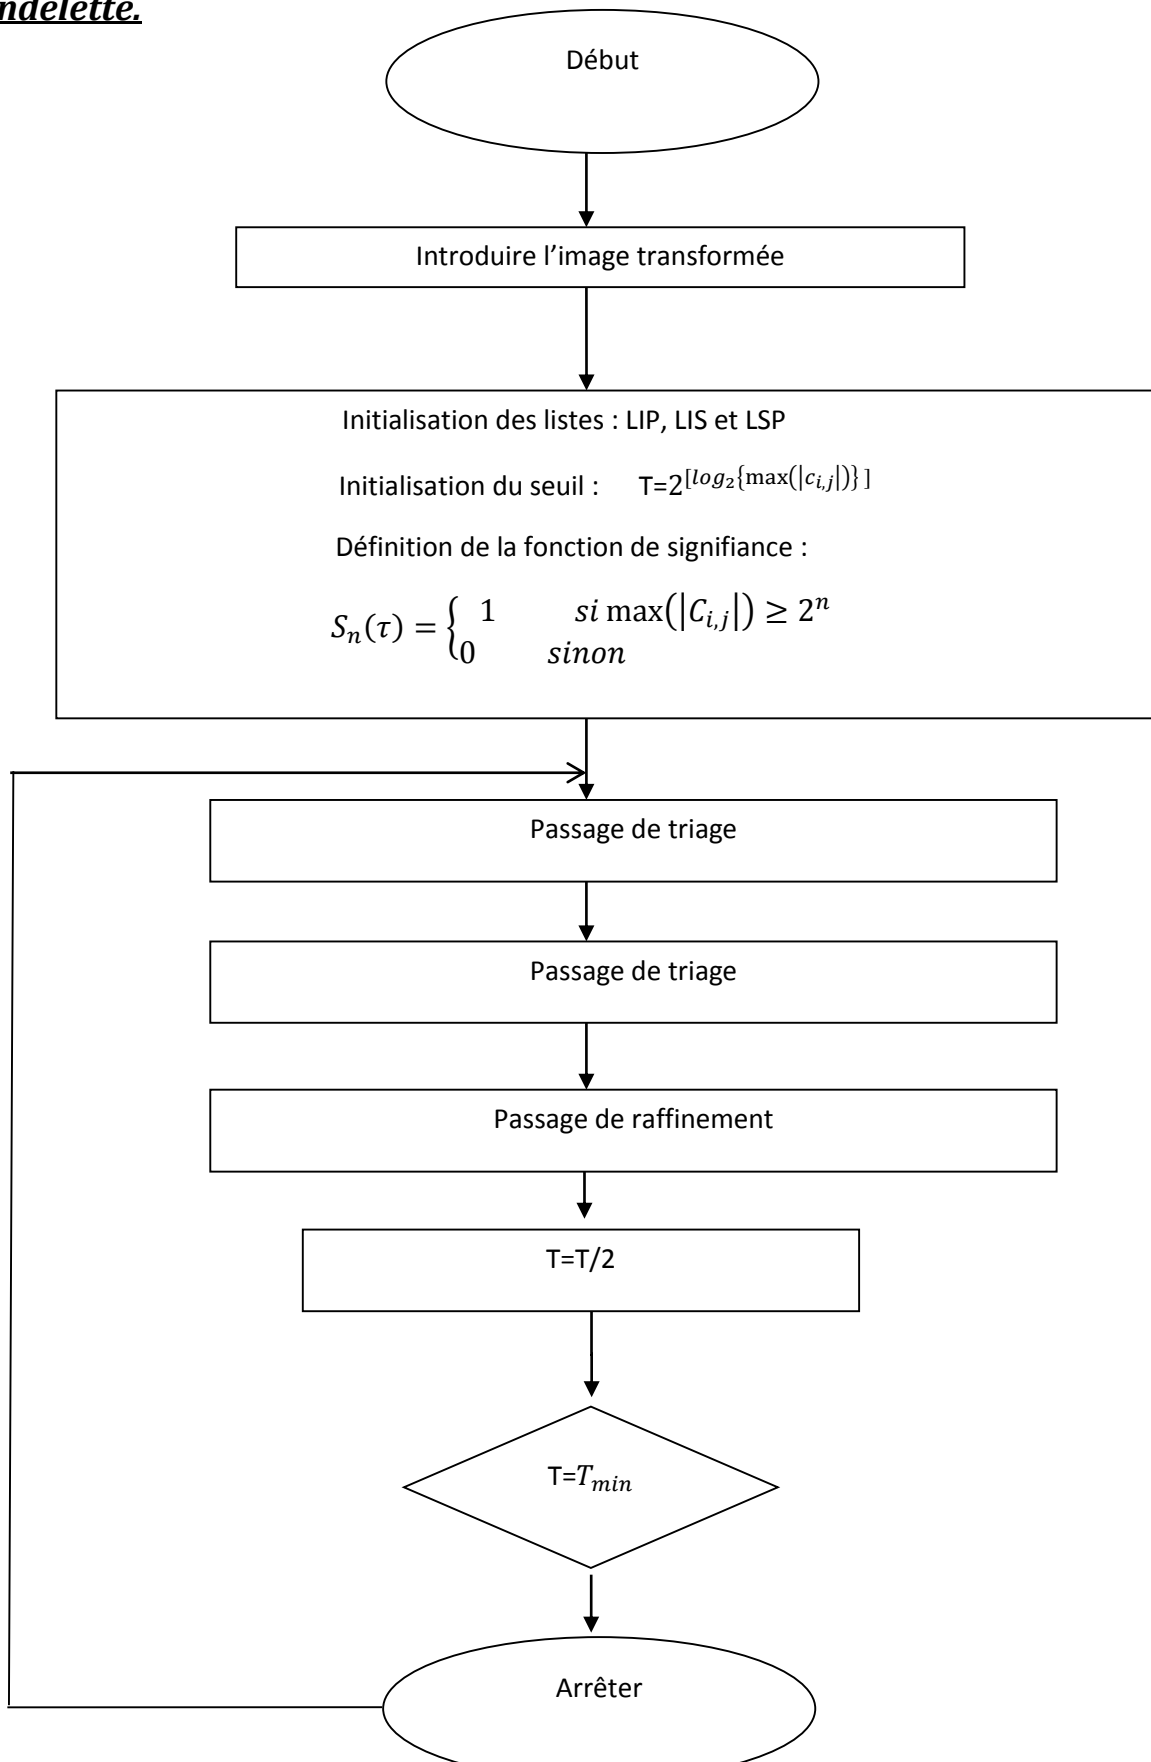 ndelette.
Début
Introduire l’image transformée
Initialisation des listes : LIP, LIS et LSP
Initialisation du seuil : T=2^[log₂{max(|c_{i,j}|)} ]
Définition de la fonction de signifiance :
S_n(τ) = { 1 si max(|C_{i,j}|) ≥ 2^n
0 sinon
Passage de triage
Passage de triage
Passage de raffinement
T=T/2
T=T_{min}
Arrêter